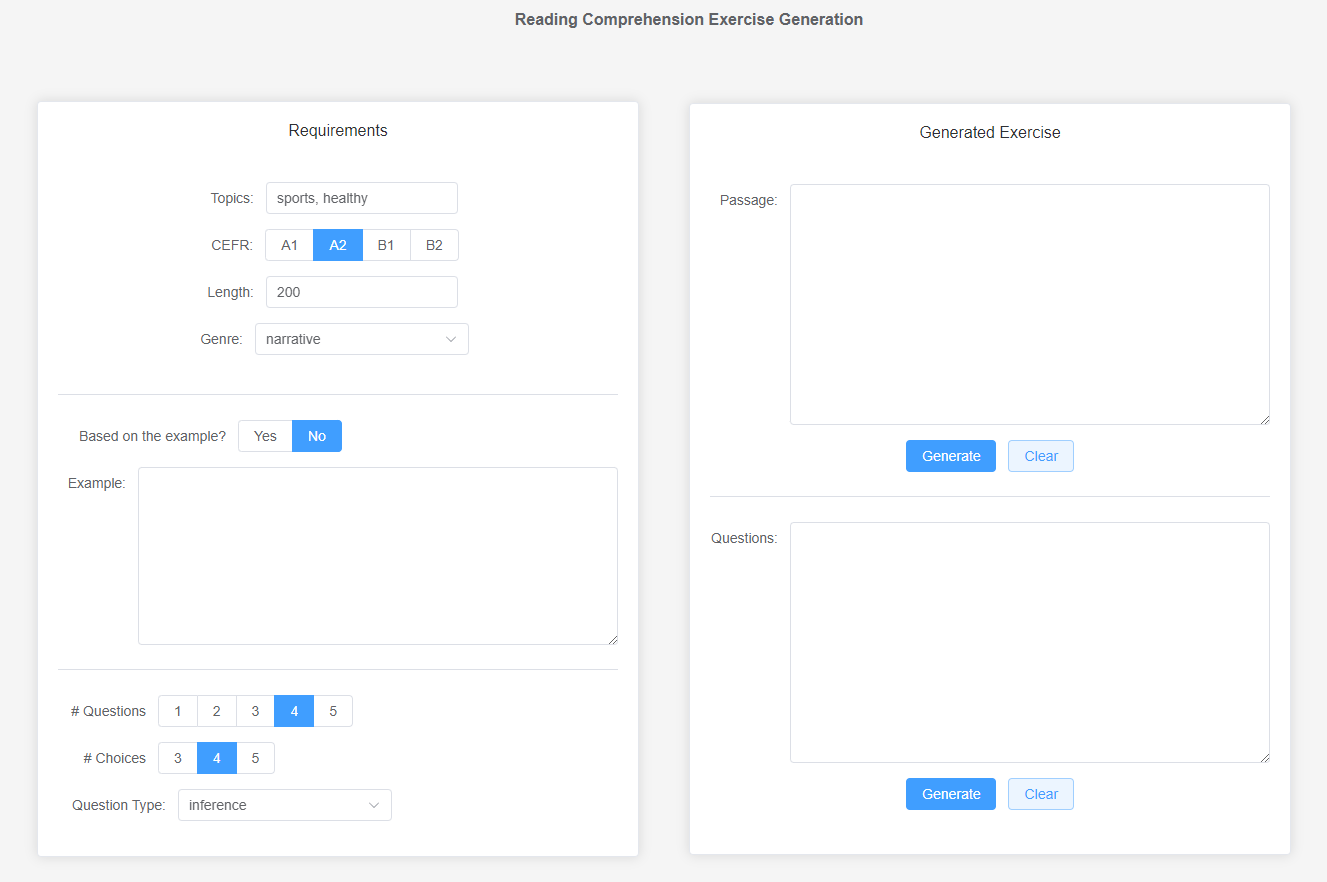 Reading Comprehension Exercise Generation
Requirements
Topics: sports, healthy
CEFR: A1 A2 B1 B2
Length: 200
Genre: narrative
Based on the example? Yes No
Example:
# Questions 1 2 3 4 5
# Choices 3 4 5
Question Type: inference
Generated Exercise
Passage:
Generate Clear
Questions:
Generate Clear